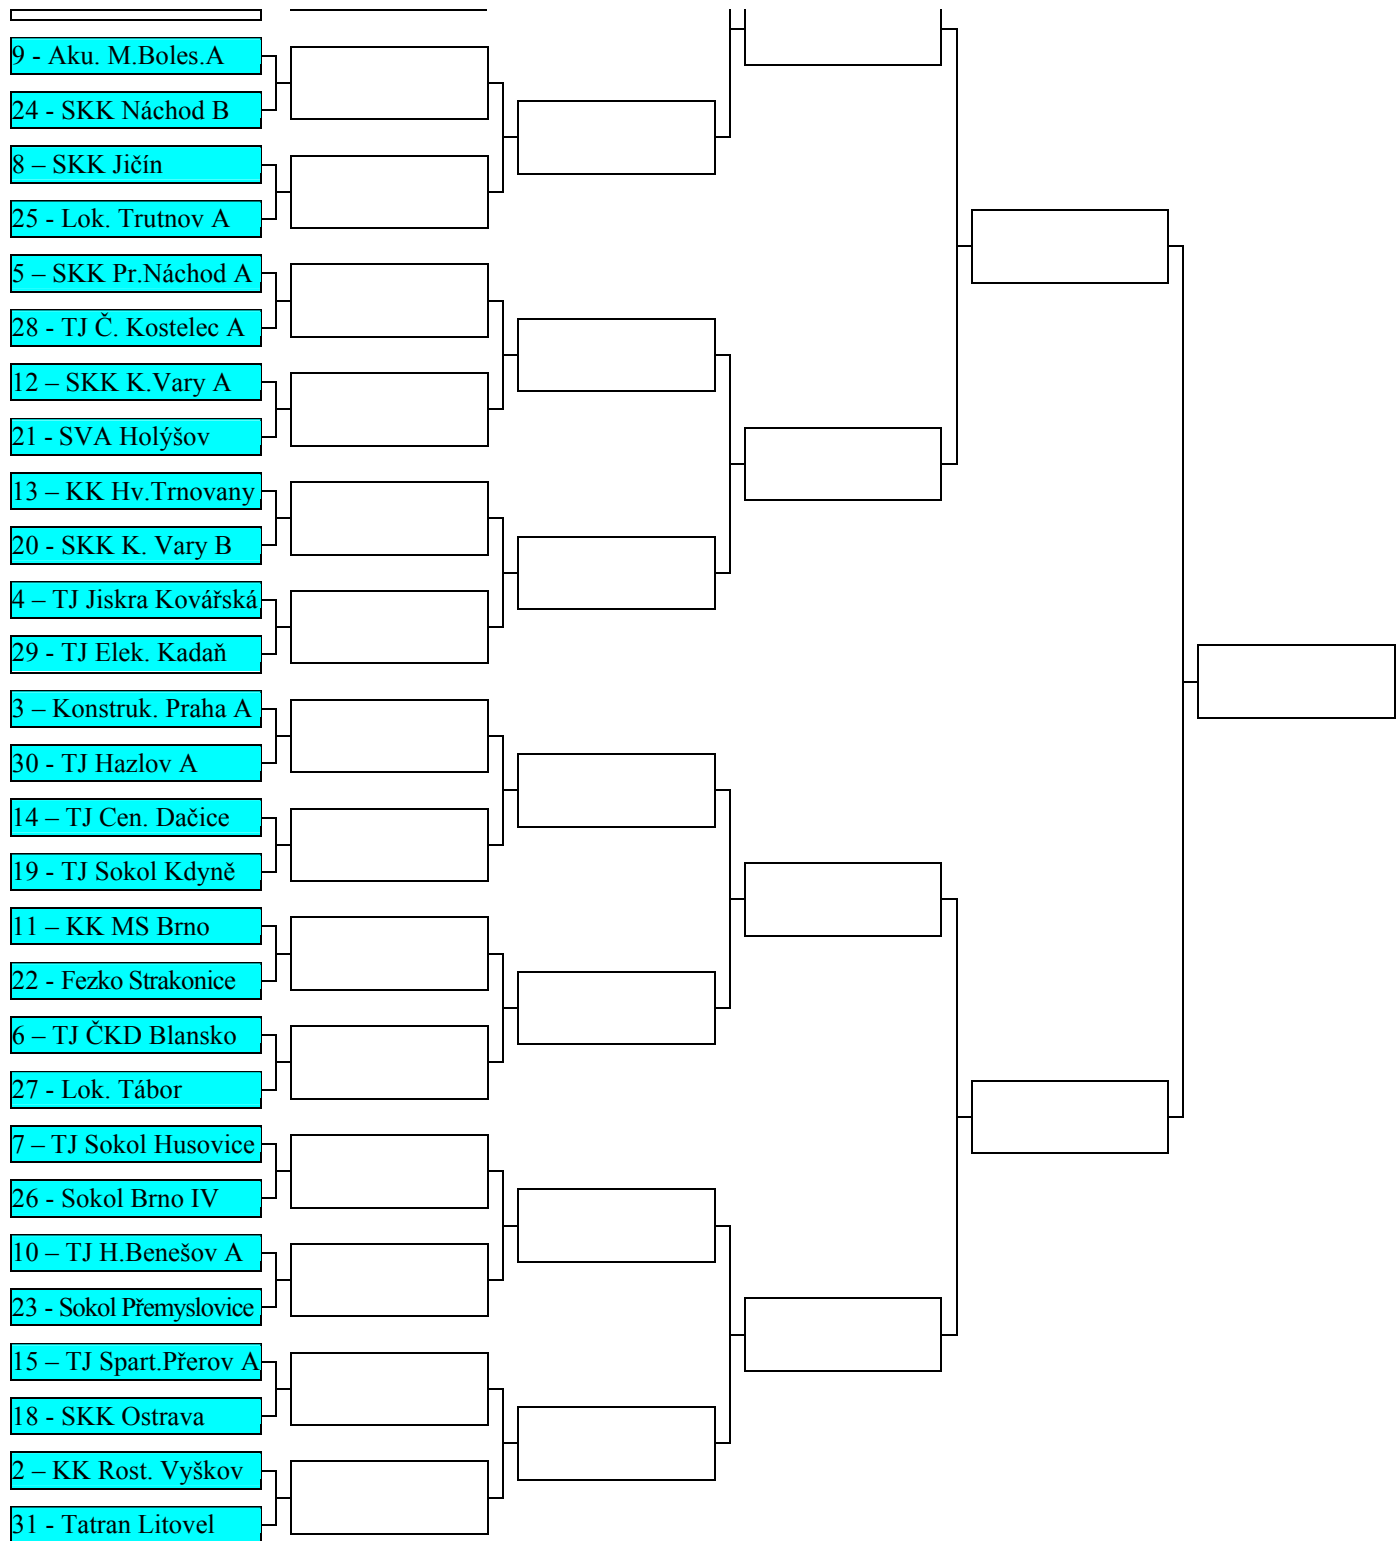 9 - Aku. M.Boles.A
24 - SKK Náchod B
8 – SKK Jičín
25 - Lok. Trutnov A
5 – SKK Pr.Náchod A
28 - TJ Č. Kostelec A
12 – SKK K.Vary A
21 - SVA Holýšov
13 – KK Hv.Trnovany
20 - SKK K. Vary B
4 – TJ Jiskra Kovářská
29 - TJ Elek. Kadaň
3 – Konstruk. Praha A
30 - TJ Hazlov A
14 – TJ Cen. Dačice
19 - TJ Sokol Kdyně
11 – KK MS Brno
22 - Fezko Strakonice
6 – TJ ČKD Blansko
27 - Lok. Tábor
7 – TJ Sokol Husovice
26 - Sokol Brno IV
10 – TJ H.Benešov A
23 - Sokol Přemyslovice
15 – TJ Spart.Přerov A
18 - SKK Ostrava
2 – KK Rost. Vyškov
31 - Tatran Litovel